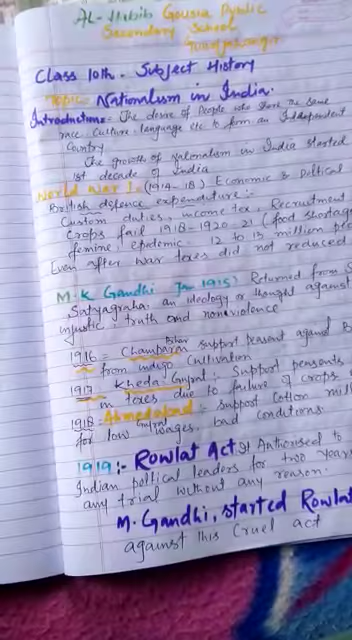 AL-Habib Gousia Public
Secondary School
Class 10th. Subject History
Topic Nationalism in India.
Introduction = The desire of People who share the same
race, culture, language etc to form an Independent
Country
The growth of nationalism in India started
1st decade of India
World War I: (1914-18) Economic & Political
British defence expenditure :-
Custom duties, income tax, Recruitment
Crops fail 1918-1920-21 (food shortage
femine, epidemic. 12 to 13 million
Even after war taxes did not reduced
M.K Gandhi Jan 1915: Returned from
Satyagraha: an ideology or thought against
injustic: truth and nonviolence
1916 = Champaran Bihar support pesent against B
from indigo Cultivation
1917 Kheda Gujrat: Support pensents
in taxes due to failure of crops
1918: Ahmedabad Gujrat :- support cotton mill
for low wages. bad conditions.
1919:- Rowlat Act It Authorised to
Indian political leaders for two years
any trial without any reason.
M. Gandhi, started Rowlat
against this Cruel act